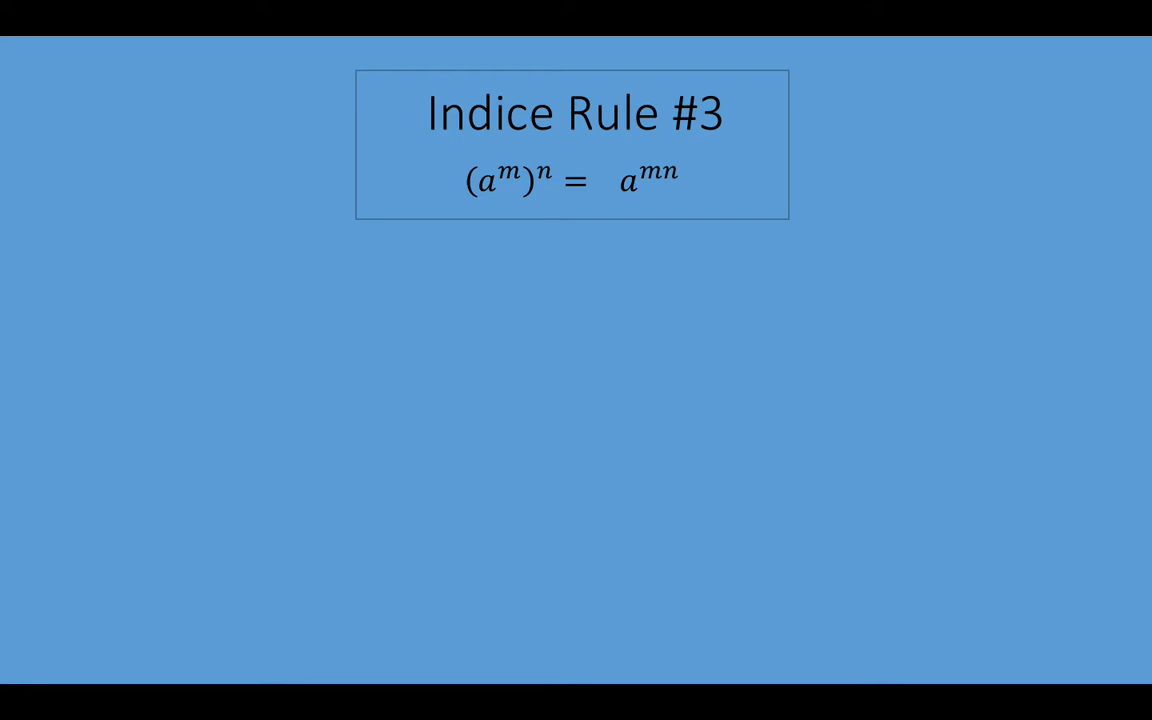 Indice Rule #3
(a^m)^n = a^{mn}